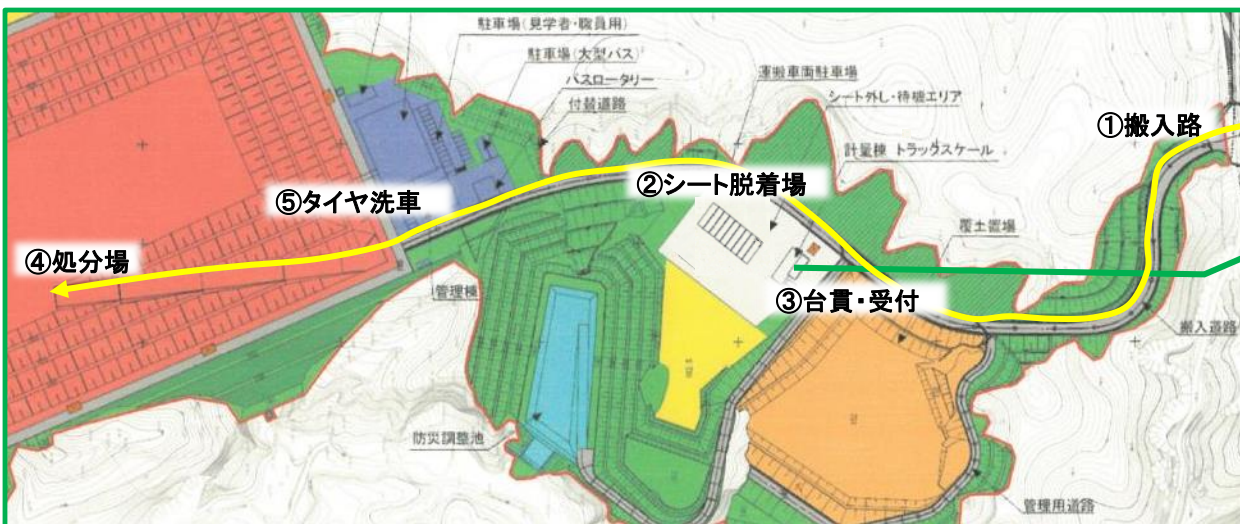 駐車場(見学者・職員用)
駐車場(大型バス)
バスロータリー
付替道路
運搬車両駐車場
シート外し・待機エリア
計量棟 トラックスケール
①搬入路
②シート脱着場
⑤タイヤ洗車
④処分場
覆土置場
管理棟
③台貫・受付
搬入道路
防災調整池
管理用道路